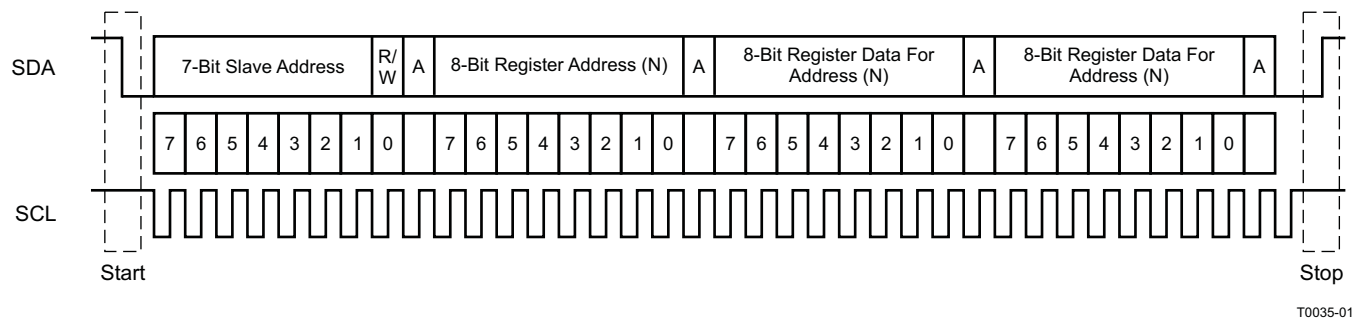 SDA
7-Bit Slave Address
R/
W
A
8-Bit Register Address (N)
A
8-Bit Register Data For
Address (N)
A
8-Bit Register Data For
Address (N)
A
7 6 5 4 3 2 1 0 7 6 5 4 3 2 1 0 7 6 5 4 3 2 1 0 7 6 5 4 3 2 1 0
SCL
Start
Stop
T0035-01